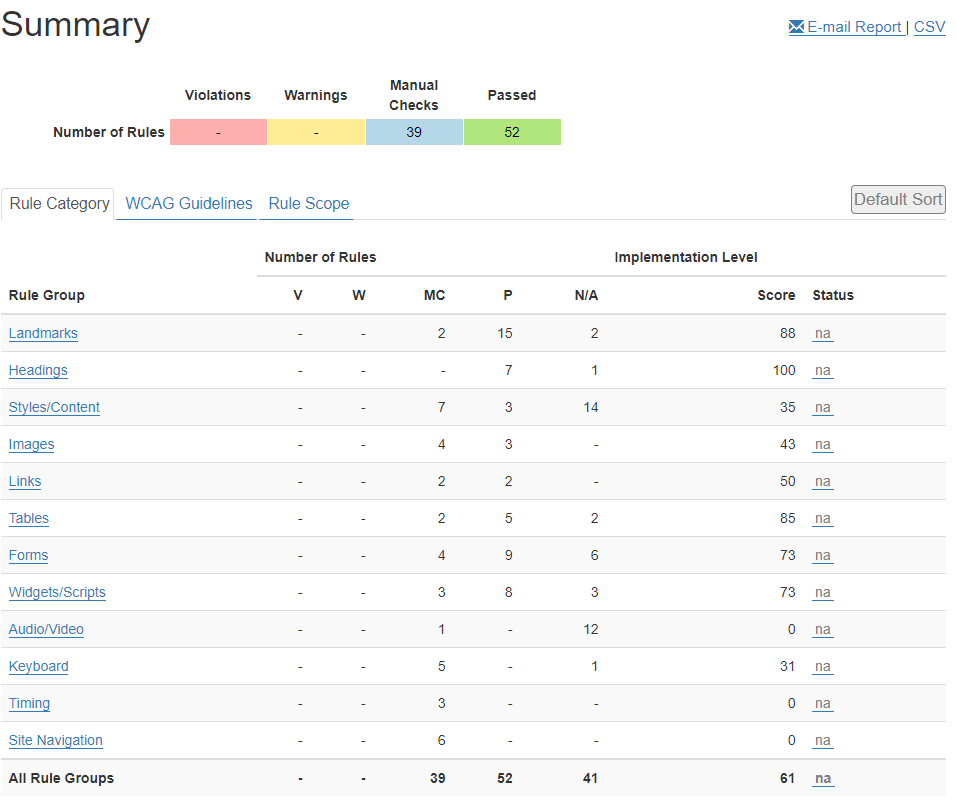 Summary
E-mail Report | CSV
Violations Warnings Manual Checks Passed
Number of Rules - - 39 52
Rule Category WCAG Guidelines Rule Scope Default Sort
Number of Rules Implementation Level
Rule Group V W MC P N/A Score Status
Landmarks - - 2 15 2 88 na
Headings - - - 7 1 100 na
Styles/Content - - 7 3 14 35 na
Images - - 4 3 - 43 na
Links - - 2 2 - 50 na
Tables - - 2 5 2 85 na
Forms - - 4 9 6 73 na
Widgets/Scripts - - 3 8 3 73 na
Audio/Video - - 1 - 12 0 na
Keyboard - - 5 - 1 31 na
Timing - - 3 - - 0 na
Site Navigation - - 6 - - 0 na
All Rule Groups - - 39 52 41 61 na